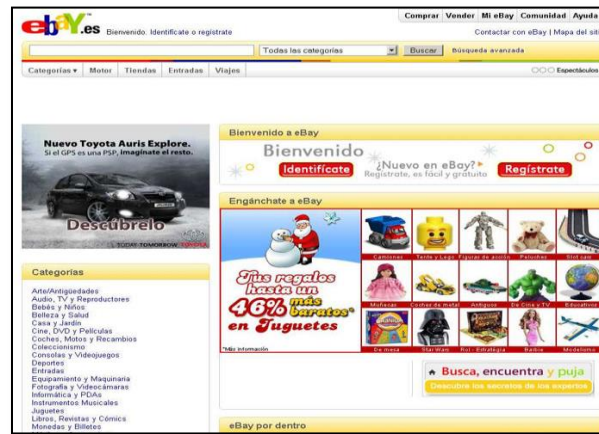 Comprar Vender Mi eBay Comunidad Ayuda
ebaY.es Bienvenido. Identifícate o regístrate
Contactar con eBay | Mapa del siti
Todas las categorías Buscar Búsqueda avanzada
Categorías Motor Tiendas Entradas Viajes
Espectáculos
Nuevo Toyota Auris Explore.
Si el GPS es una PSP, imagínate el resto.
Descúbrelo
TODAY TOMORROW TOYOTA
Categorías
Arte/Antigüedades
Audio, TV y Reproductores
Bebés y Niños
Belleza y Salud
Casa y Jardín
Cine, DVD y Películas
Coches, Motos y Recambios
Coleccionismo
Consolas y Videojuegos
Deportes
Entradas
Equipamiento y Maquinaria
Fotografía y Videocámaras
Informática y PDAs
Instrumentos Musicales
Juguetes
Libros, Revistas y Cómics
Monedas y Billetes
Bienvenido a eBay
Bienvenido
Identifícate
¿Nuevo en eBay?
Regístrate, es fácil y gratuito
Regístrate
Engánchate a eBay
Tus regalos
hasta un
46% más baratos*
en Juguetes
*Más información
Camiones Tente y Lego Figuras de acción Peluches Slot cars
Muñecas Coches de metal Antiguos De Cine y TV Educativos
De mesa Star Wars Rol - Estrategia Barbie Modelismo
Busca, encuentra y puja
Descubre los secretos de los expertos
eBay por dentro